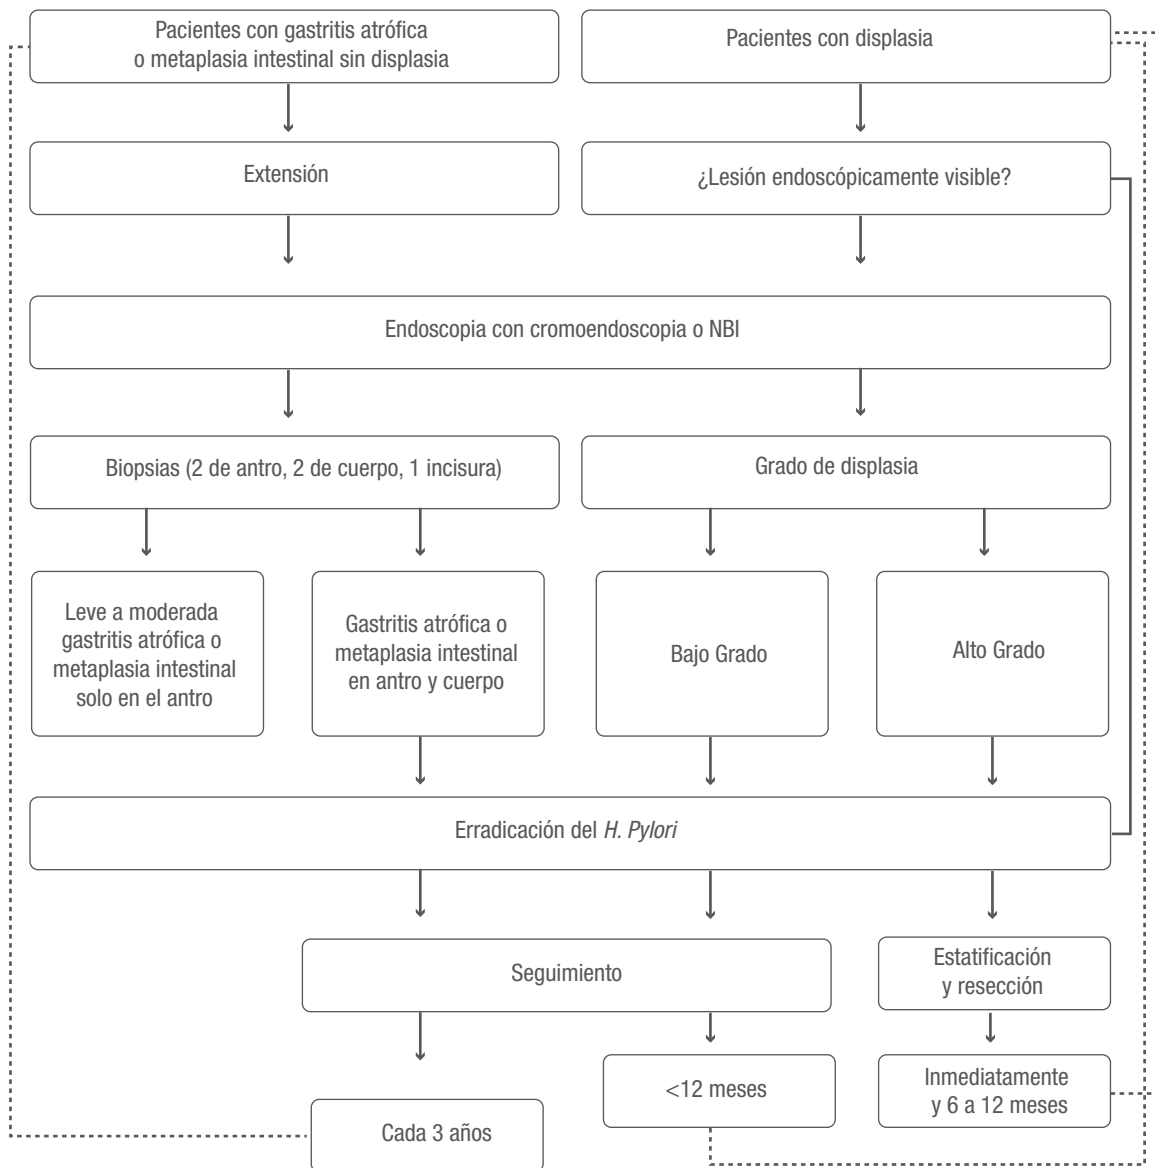 Pacientes con gastritis atrófica
o metaplasia intestinal sin displasia
Pacientes con displasia
Extensión
¿Lesión endoscópicamente visible?
Endoscopia con cromoendoscopia o NBI
Biopsias (2 de antro, 2 de cuerpo, 1 incisura)
Grado de displasia
Leve a moderada
gastritis atrófica o
metaplasia intestinal
solo en el antro
Gastritis atrófica o
metaplasia intestinal
en antro y cuerpo
Bajo Grado
Alto Grado
Erradicación del H. Pylori
Seguimiento
Estatificación
y resección
<12 meses
Inmediatamente
y 6 a 12 meses
Cada 3 años